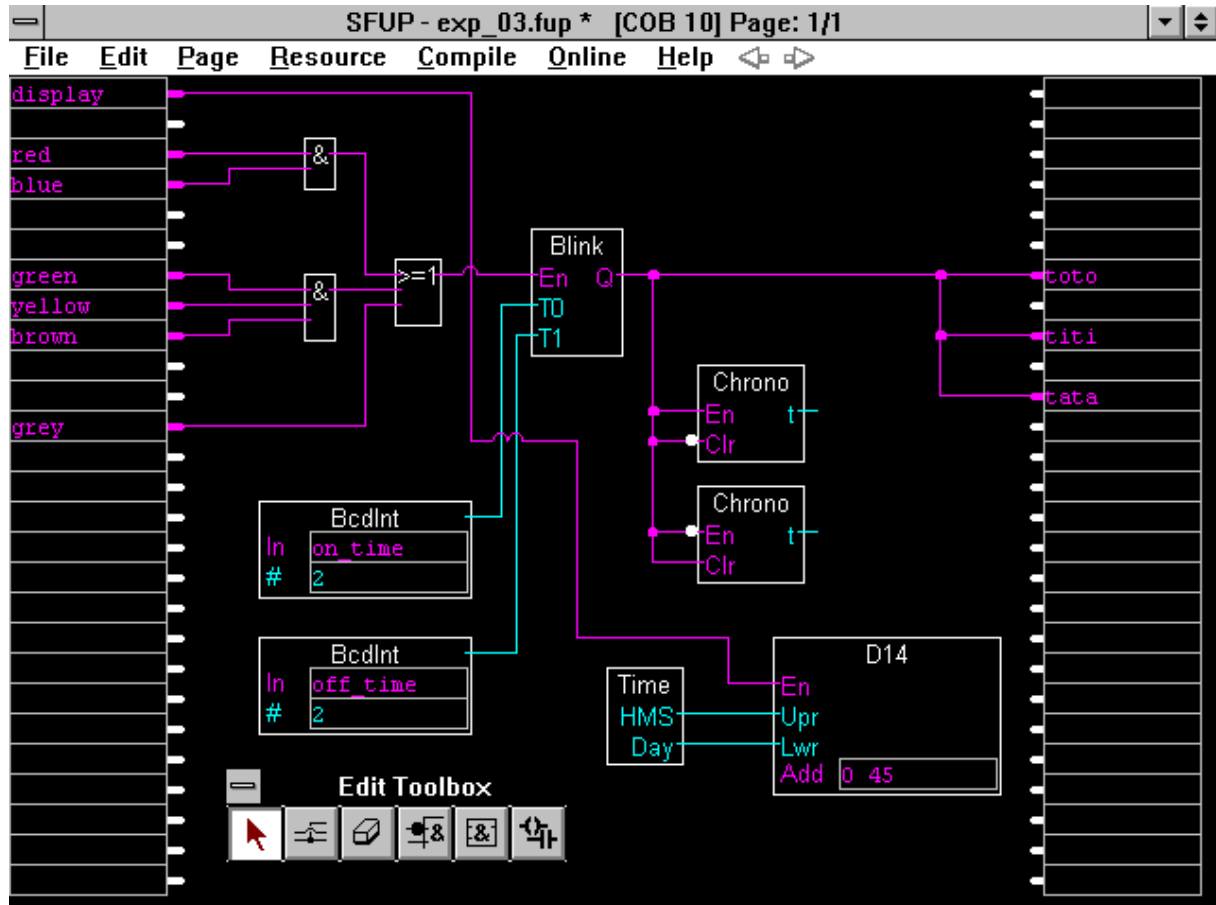 SFUP - exp_03.fup * [COB 10] Page: 1/1
File Edit Page Resource Compile Online Help
display
red
blue
green
yellow
brown
grey
&
&
>=1
Blink
En Q
T0
T1
toto
titi
tata
Chrono
En t
Clr
Chrono
En t
Clr
BcdInt
In on_time
# 2
BcdInt
In off_time
# 2
Time
HMS
Day
D14
En
Upr
Lwr
Add 0 45
Edit Toolbox
&
&